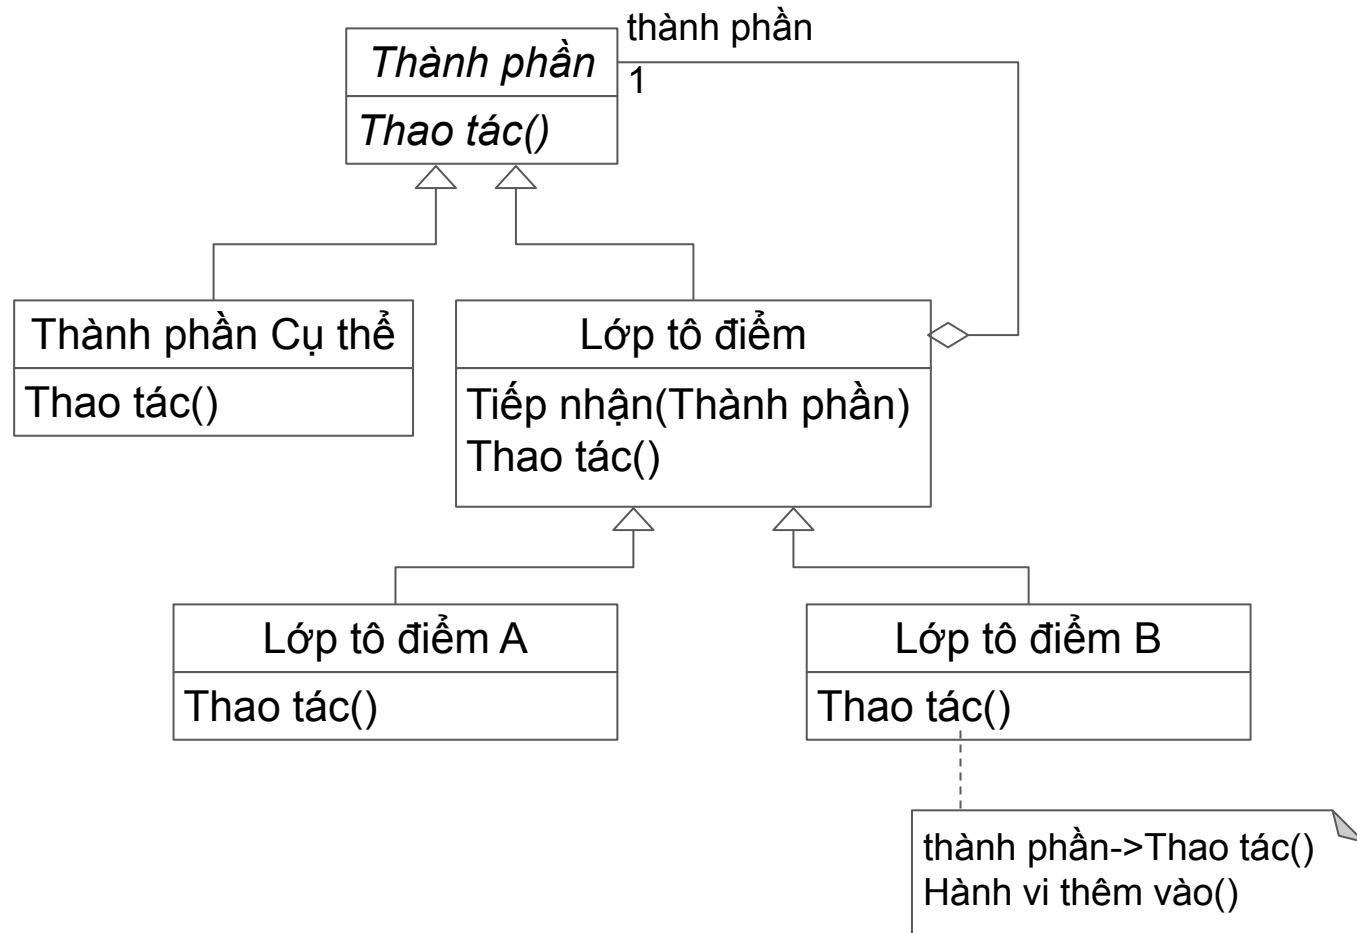 thành phần
Thành phần
1
Thao tác()
Thành phần Cụ thể
Thao tác()
Lớp tô điểm
Tiếp nhận(Thành phần)
Thao tác()
Lớp tô điểm A
Thao tác()
Lớp tô điểm B
Thao tác()
thành phần->Thao tác()
Hành vi thêm vào()